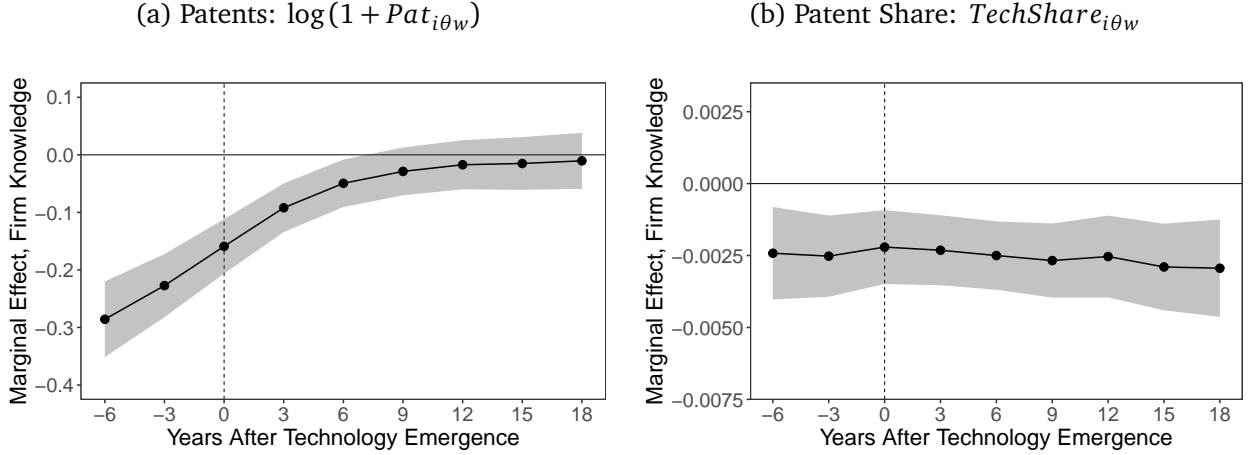 (a) Patents: log(1 + Pat_{iθw})
Marginal Effect, Firm Knowledge
0.1
0.0
−0.1
−0.2
−0.3
−0.4
−6 −3 0 3 6 9 12 15 18
Years After Technology Emergence
(b) Patent Share: TechShare_{iθw}
Marginal Effect, Firm Knowledge
0.0025
0.0000
−0.0025
−0.0050
−0.0075
−6 −3 0 3 6 9 12 15 18
Years After Technology Emergence